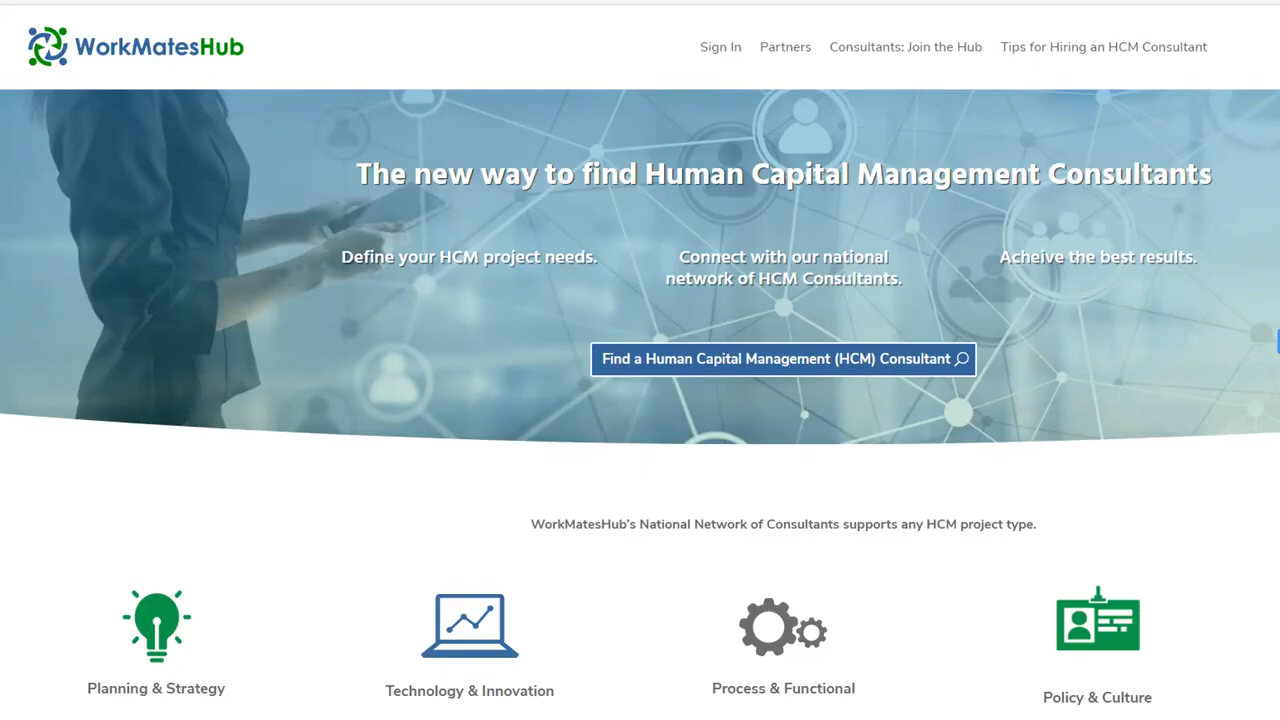 WorkMatesHub
Sign In Partners Consultants: Join the Hub Tips for Hiring an HCM Consultant
The new way to find Human Capital Management Consultants
Define your HCM project needs.
Connect with our national
network of HCM Consultants.
Acheive the best results.
Find a Human Capital Management (HCM) Consultant
WorkMatesHub's National Network of Consultants supports any HCM project type.
Planning & Strategy
Technology & Innovation
Process & Functional
Policy & Culture